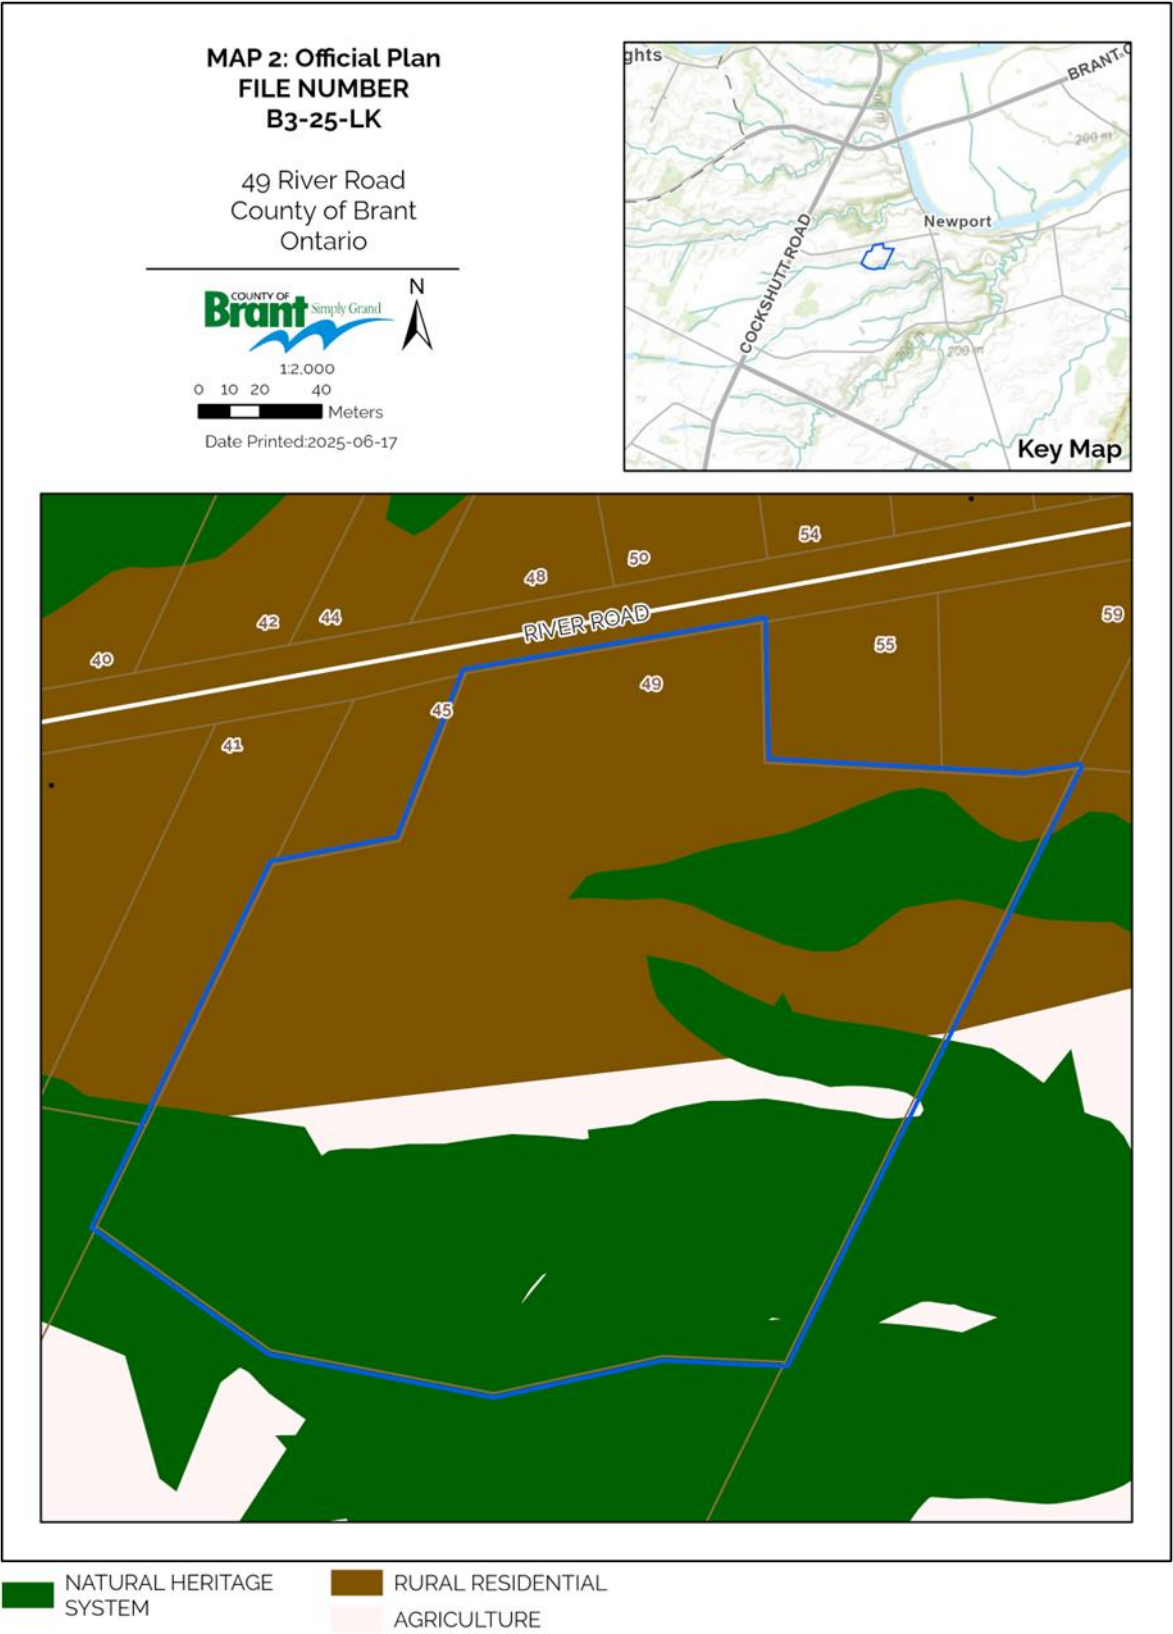 MAP 2: Official Plan
FILE NUMBER
B3-25-LK
49 River Road
County of Brant
Ontario
COUNTY OF
Brant Simply Grand
N
1:2,000
0 10 20 40
Meters
Date Printed:2025-06-17
ghts
BRANT
200 m
Newport
COCKSHUTT ROAD
200 m
Key Map
54
50
48
44
42
40
RIVER ROAD
59
55
49
45
41
NATURAL HERITAGE
SYSTEM
RURAL RESIDENTIAL
AGRICULTURE